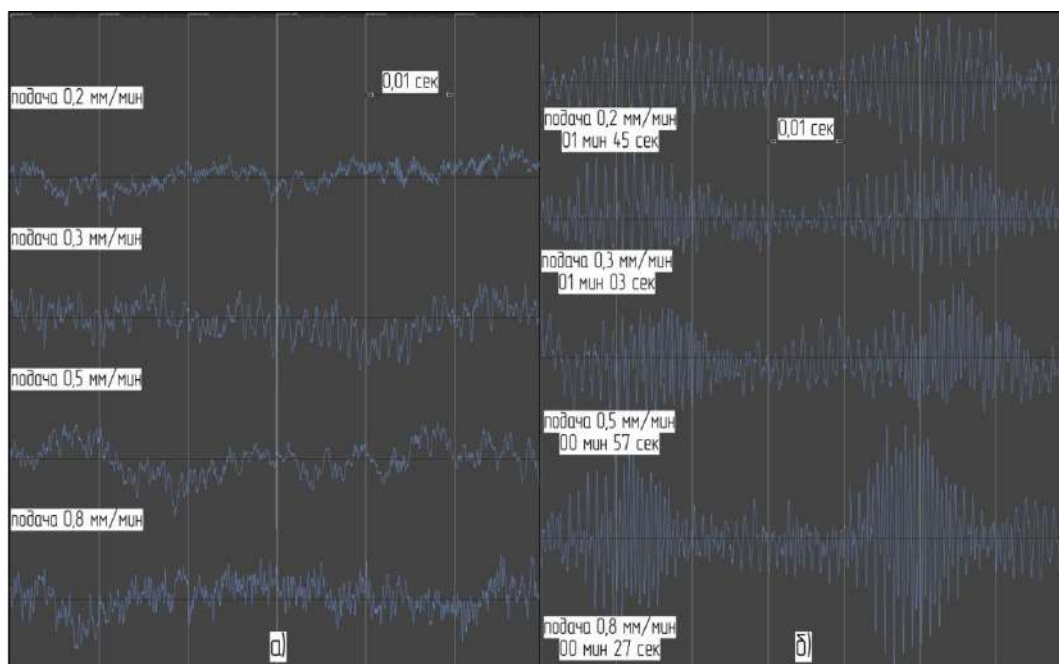 подача 0,2 мм/мин
0,01 сек
подача 0,3 мм/мин
подача 0,5 мм/мин
подача 0,8 мм/мин
а)
подача 0,2 мм/мин
01 мин 45 сек
0,01 сек
подача 0,3 мм/мин
01 мин 03 сек
подача 0,5 мм/мин
00 мин 57 сек
подача 0,8 мм/мин
00 мин 27 сек
б)